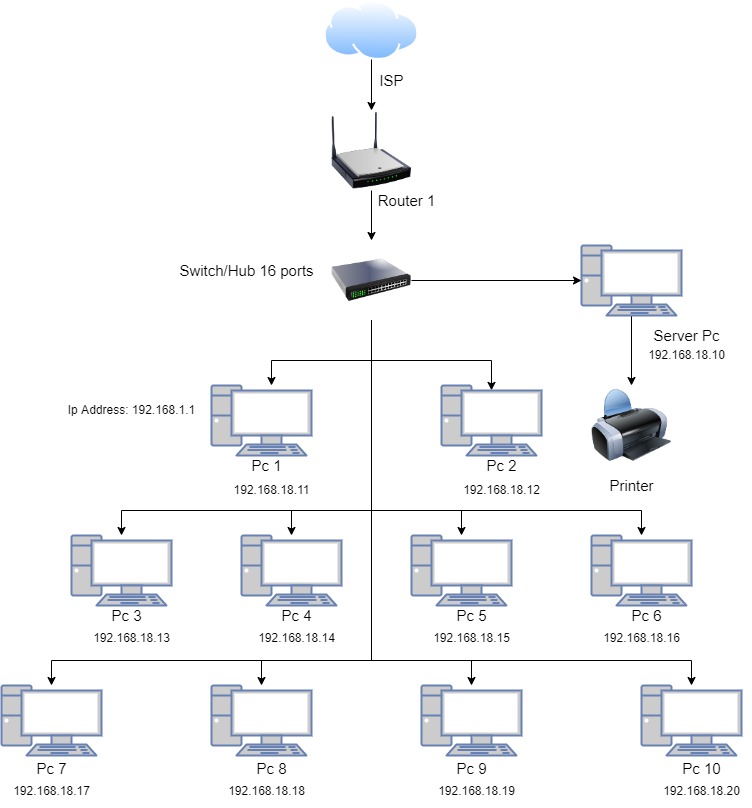 ISP
Router 1
Switch/Hub 16 ports
Server Pc
192.168.18.10
Ip Address: 192.168.1.1
Pc 1
Pc 2
Printer
192.168.18.11
192.168.18.12
Pc 3
Pc 4
Pc 5
Pc 6
192.168.18.13
192.168.18.14
192.168.18.15
192.168.18.16
Pc 7
Pc 8
Pc 9
Pc 10
192.168.18.17
192.168.18.18
192.168.18.19
192.168.18.20